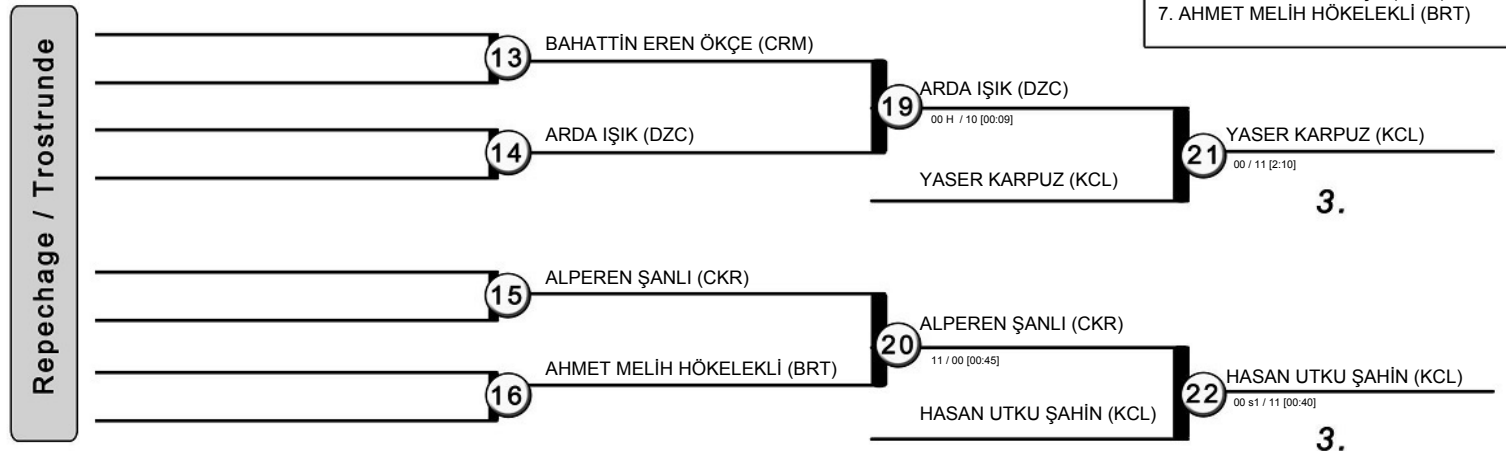 7. AHMET MELİH HÖKELEKLİ (BRT)
Repechage / Trostrunde
13
BAHATTİN EREN ÖKÇE (CRM)
14
ARDA IŞIK (DZC)
19
ARDA IŞIK (DZC)
00 H / 10 [00:09]
YASER KARPUZ (KCL)
21
YASER KARPUZ (KCL)
00 / 11 [2:10]
3.
15
ALPEREN ŞANLI (CKR)
16
AHMET MELİH HÖKELEKLİ (BRT)
20
ALPEREN ŞANLI (CKR)
11 / 00 [00:45]
HASAN UTKU ŞAHİN (KCL)
22
HASAN UTKU ŞAHİN (KCL)
00 s1 / 11 [00:40]
3.